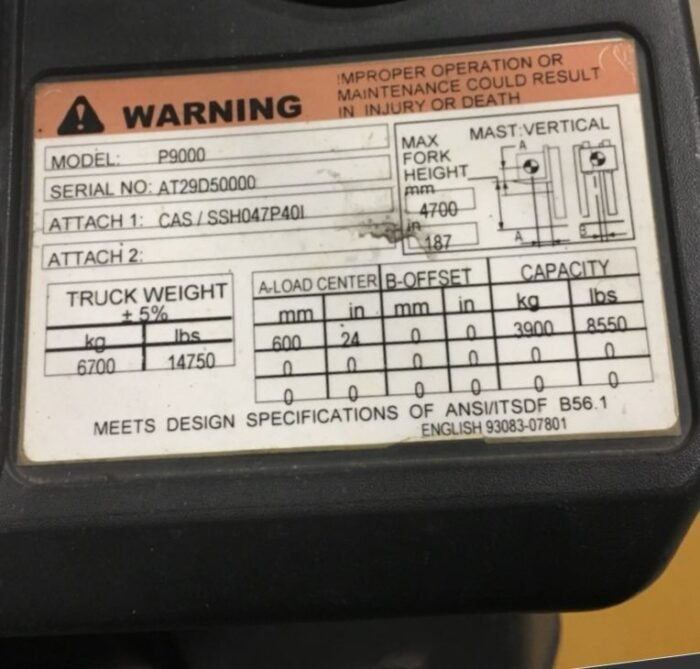 WARNING
IMPROPER OPERATION OR
MAINTENANCE COULD RESULT
IN INJURY OR DEATH
MODEL: P9000
SERIAL NO: AT29D50000
ATTACH 1: CAS / SSH047P40I
ATTACH 2:
MAX
FORK
HEIGHT
mm
4700
in
187
MAST:VERTICAL
A
A
B
TRUCK WEIGHT
± 5%
kg lbs
6700 14750
A-LOAD CENTER B-OFFSET CAPACITY
mm in mm in kg lbs
600 24 0 0 3900 8550
0 0 0 0 0 0
0 0 0 0 0 0
MEETS DESIGN SPECIFICATIONS OF ANSI/ITSDF B56.1
ENGLISH 93083-07801